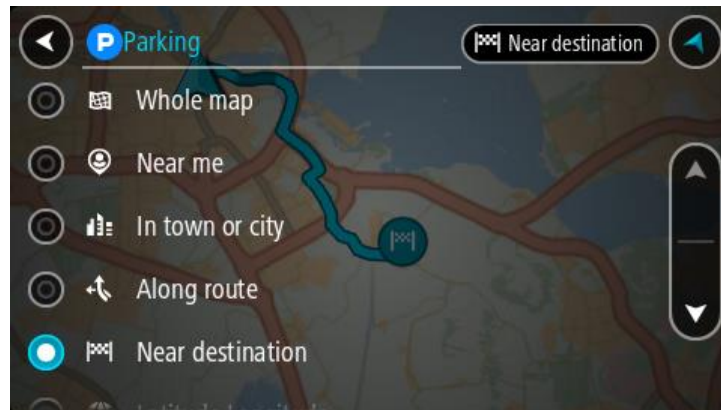 P Parking
Near destination
Whole map
Near me
In town or city
Along route
Near destination